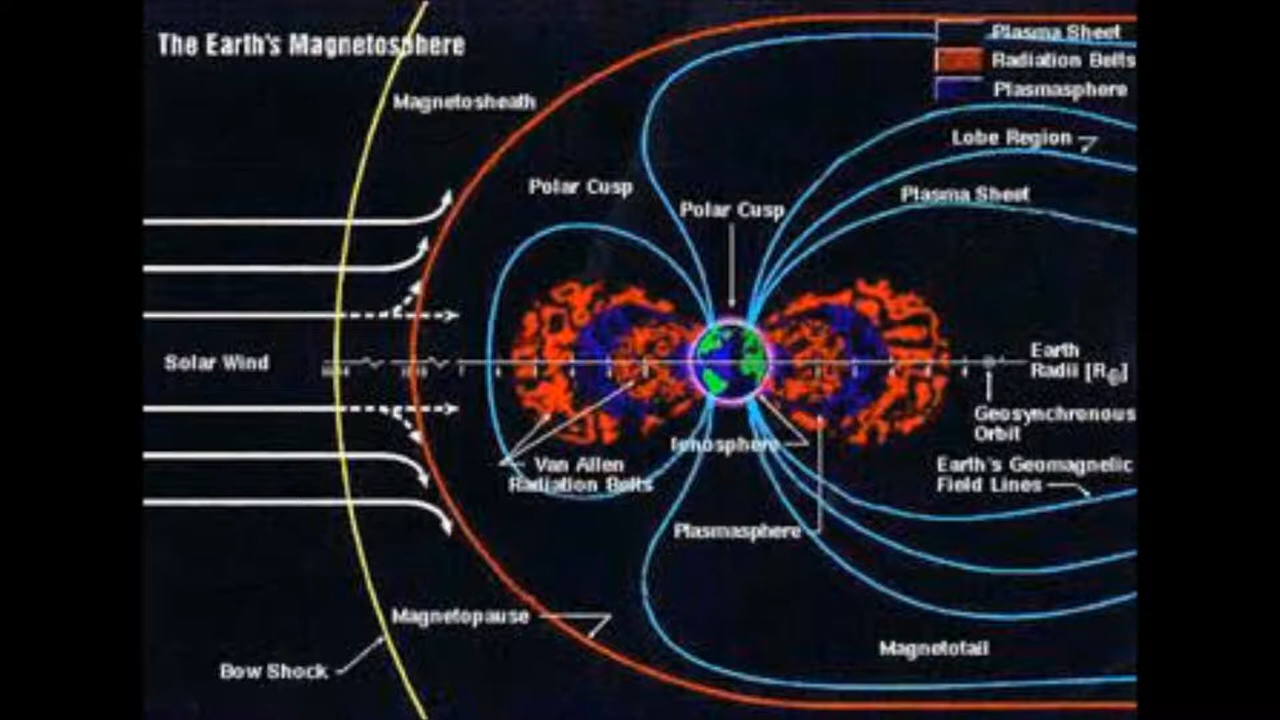 The Earth's Magnetosphere
Plasma Sheet
Radiation Belts
Plasmasphere
Magnetosheath
Lobe Region
Polar Cusp
Plasma Sheet
Polar Cusp
Solar Wind
Earth
Radii [R⊕]
Geosynchronous
Orbit
Ionosphere
Van Allen
Radiation Belts
Earth's Geomagnetic
Field Lines
Plasmasphere
Magnetopause
Magnetotail
Bow Shock